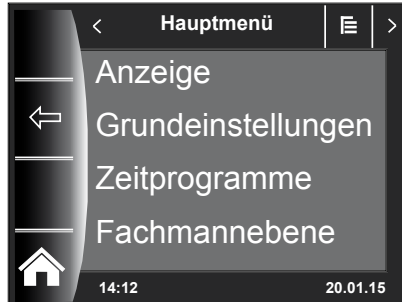 Hauptmenü
Anzeige
Grundeinstellungen
Zeitprogramme
Fachmannebene
14:12 20.01.15